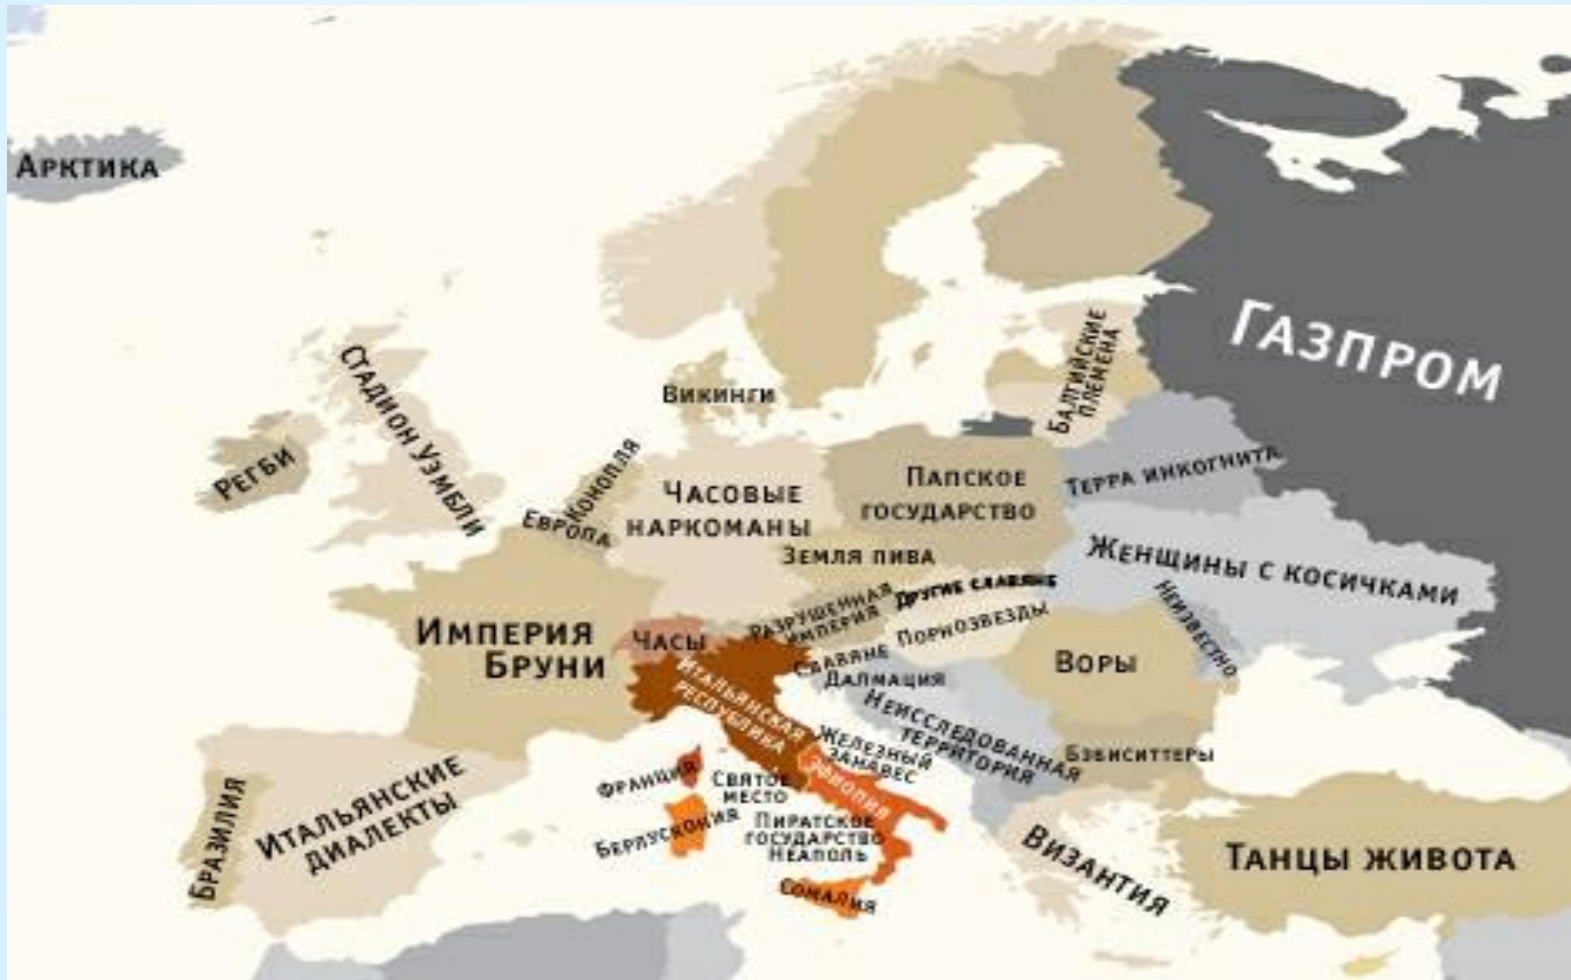 Арктика
Газпром
Стадион Уэмбли
Регби
Викинги
Балтийские
племена
Конопля
Европа
Часовые
наркоманы
Папское
государство
Терра инкогнита
Земля пива
Женщины с косичками
Разрушенная
империя
Другие славяне
Порнозвезды
Неизвестно
Империя
Бруни
Часы
Воры
Славяне
Далмация
Итальянская
республика
Неисследованная
территория
Железный
занавес
Бэбиситтеры
Франция
Святое
место
Эфиопия
Итальянские
диалекты
Бразилия
Берлускония
Пиратское
государство
Неаполь
Византия
Танцы живота
Сомалия